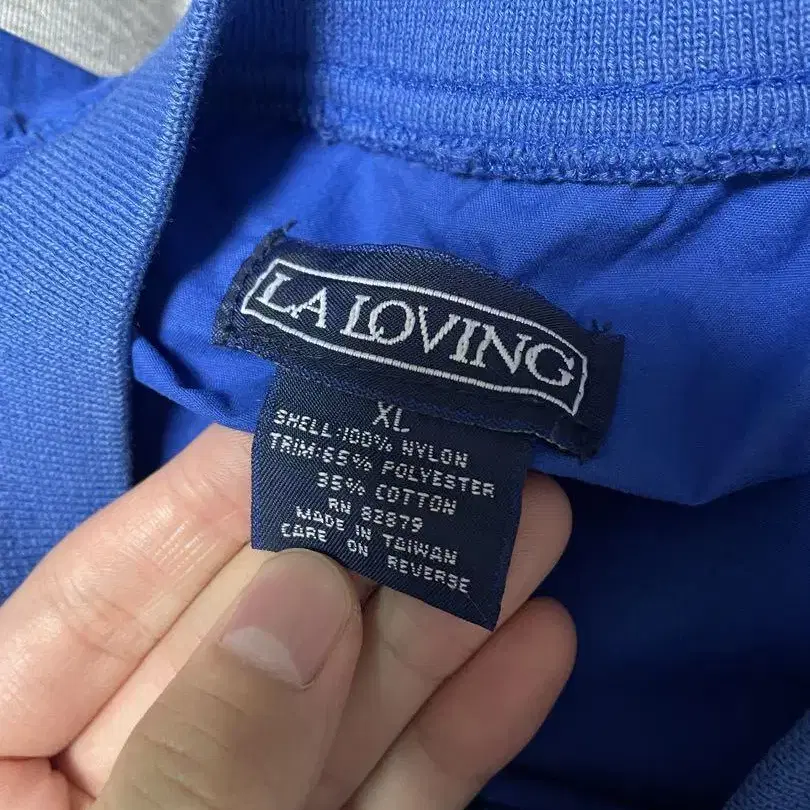 LA LOVING
XL
SHELL:100% NYLON
TRIM:65% POLYESTER
35% COTTON
RN 82879
MADE IN TAIWAN
CARE ON REVERSE